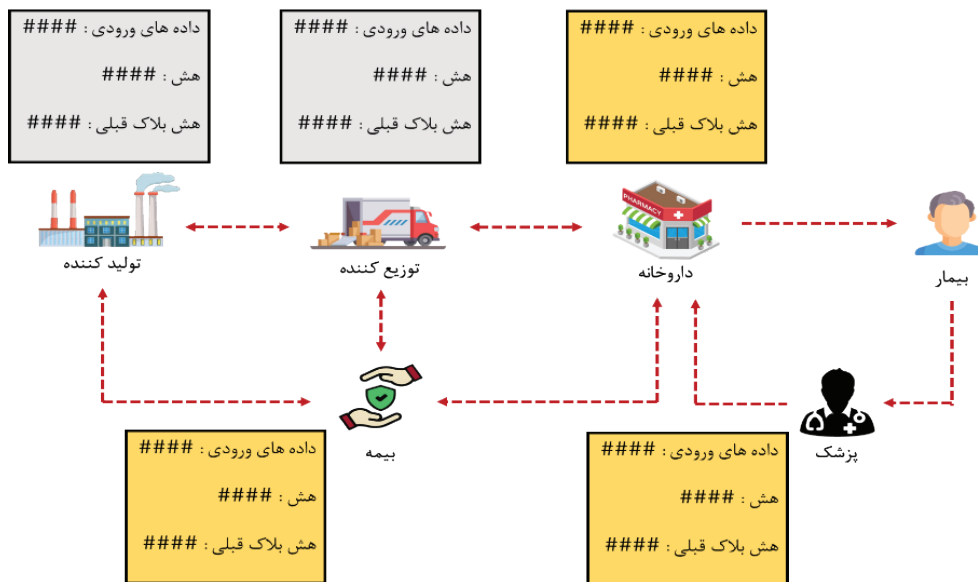 داده های ورودی : ####
هش : ####
هش بلاک قبلی : ####
داده های ورودی : ####
هش : ####
هش بلاک قبلی : ####
داده های ورودی : ####
هش : ####
هش بلاک قبلی : ####
PHARMACY
تولید کننده
توزیع کننده
داروخانه
بیمار
بیمه
پزشک
داده های ورودی : ####
هش : ####
هش بلاک قبلی : ####
داده های ورودی : ####
هش : ####
هش بلاک قبلی : ####